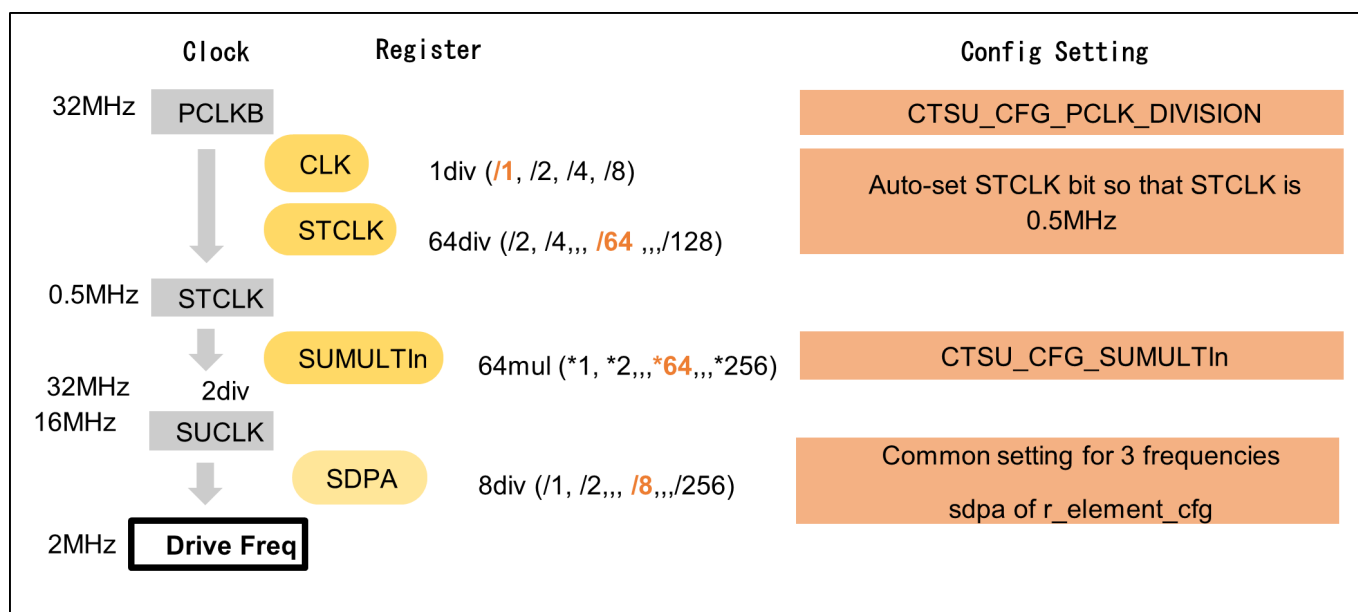 Clock Register Config Setting
32MHz PCLKB CTSU_CFG_PCLK_DIVISION
CLK 1div (/1, /2, /4, /8)
Auto-set STCLK bit so that STCLK is
0.5MHz
STCLK 64div (/2, /4,,, /64 ,,,/128)
0.5MHz STCLK
SUMULTIn 64mul (*1, *2,,,*64,,,*256) CTSU_CFG_SUMULTIn
32MHz 2div
16MHz SUCLK
Common setting for 3 frequencies
SDPA 8div (/1, /2,,, /8,,,/256)
sdpa of r_element_cfg
2MHz Drive Freq